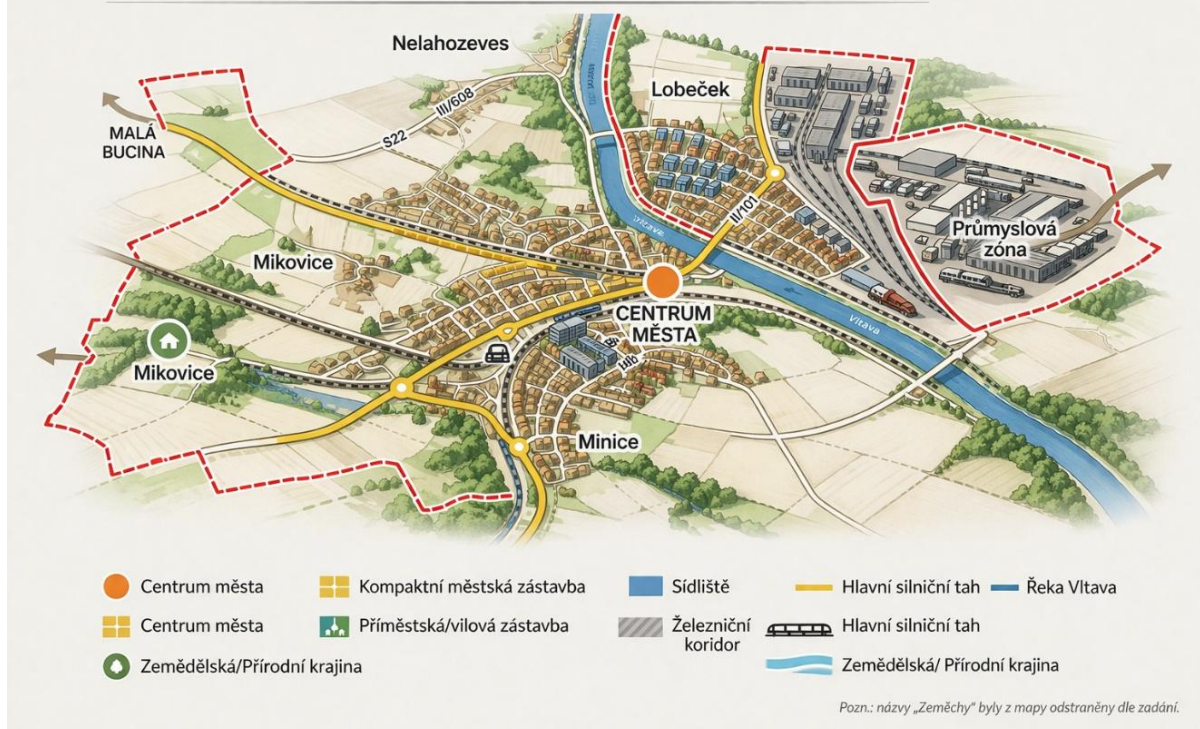 Nelahozeves
Lobeček
III/608
S22
MALÁ
BUCINA
II/101
Vltava
Průmyslová
zóna
Mikovice
CENTRUM
MĚSTA
Vltava
Mikovice
Minice
Centrum města
Kompaktní městská zástavba
Sídliště
Hlavní silniční tah
Řeka Vltava
Centrum města
Příměstská/vilová zástavba
Železniční
koridor
Hlavní silniční tah
Zemědělská/Přírodní krajina
Zemědělská/ Přírodní krajina
Pozn.: názvy „Zeměchy“ byly z mapy odstraněny dle zadání.